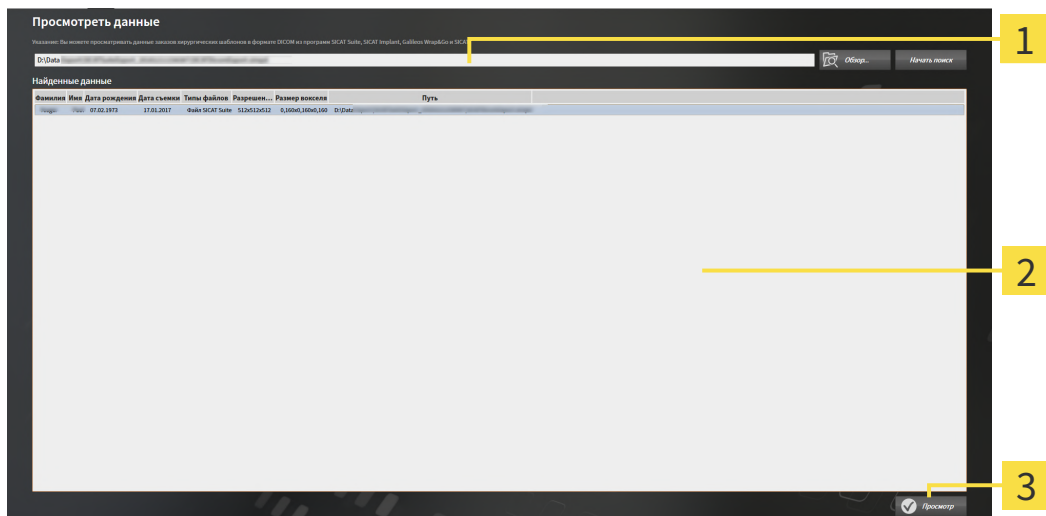 Просмотреть данные
1
Указание: Вы можете просматривать данные заказов хирургических шаблонов в формате DICOM из программ SICAT Suite, SICAT Implant, Galileos Wrap&Go и SICAT
D:\Data
Обзор...
Начать поиск
Найденные данные
Фамилия Имя Дата рождения Дата съемки Типы файлов Разрешен... Размер вокселя Путь
07.02.1973 17.01.2017 Файл SICAT Suite 512x512x512 0,160x0,160x0,160 D:\Data
2
3
Просмотр